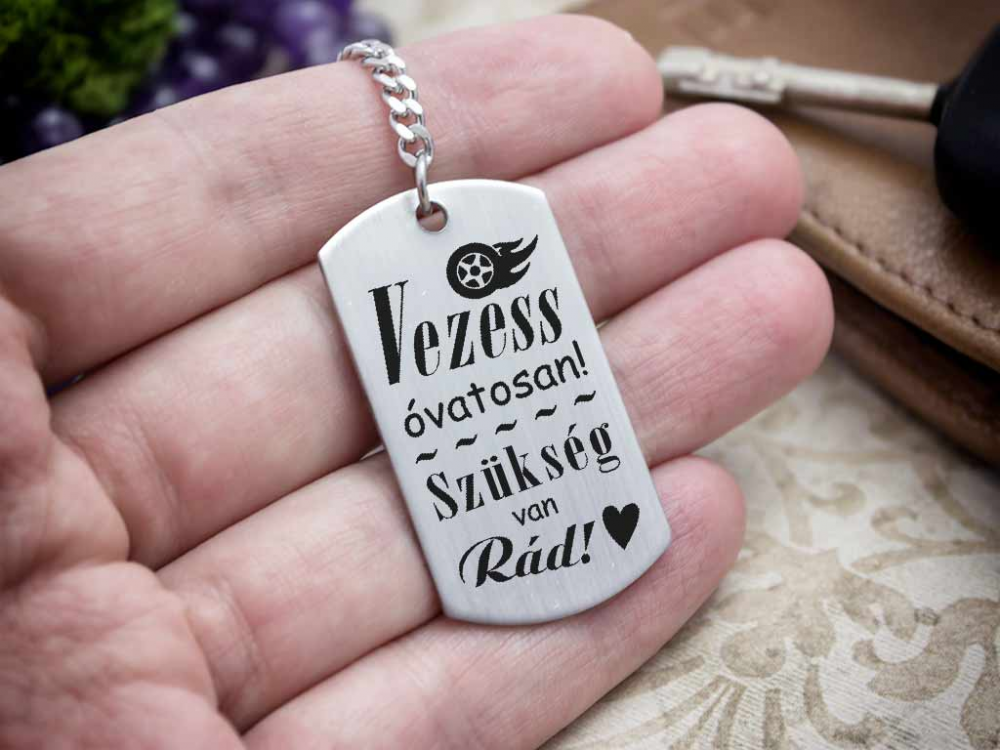 Vezess
óvatosan!
~ ~ ~ ~ ~
Szükség
van
Rád! ♥